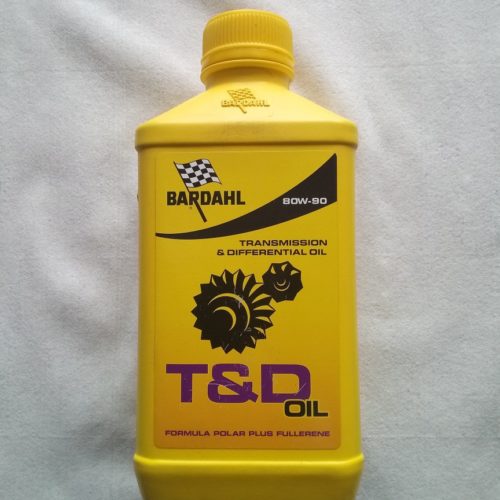 BARDAHL
BARDAHL
80W-90
TRANSMISSION
& DIFFERENTIAL OIL
T&D
OIL
FORMULA POLAR PLUS FULLERENE